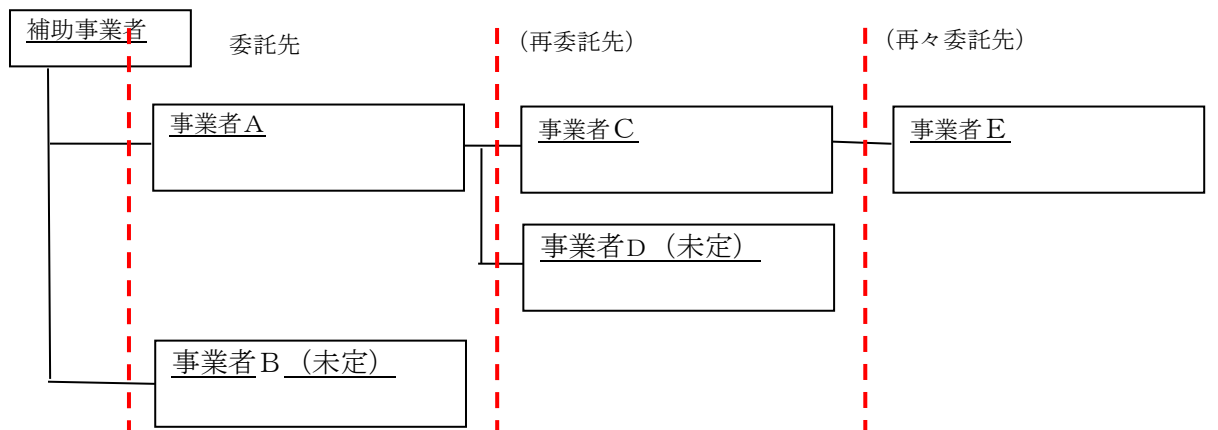 補助事業者
委託先
（再委託先）
（再々委託先）
事業者A
事業者C
事業者E
事業者D（未定）
事業者B（未定）